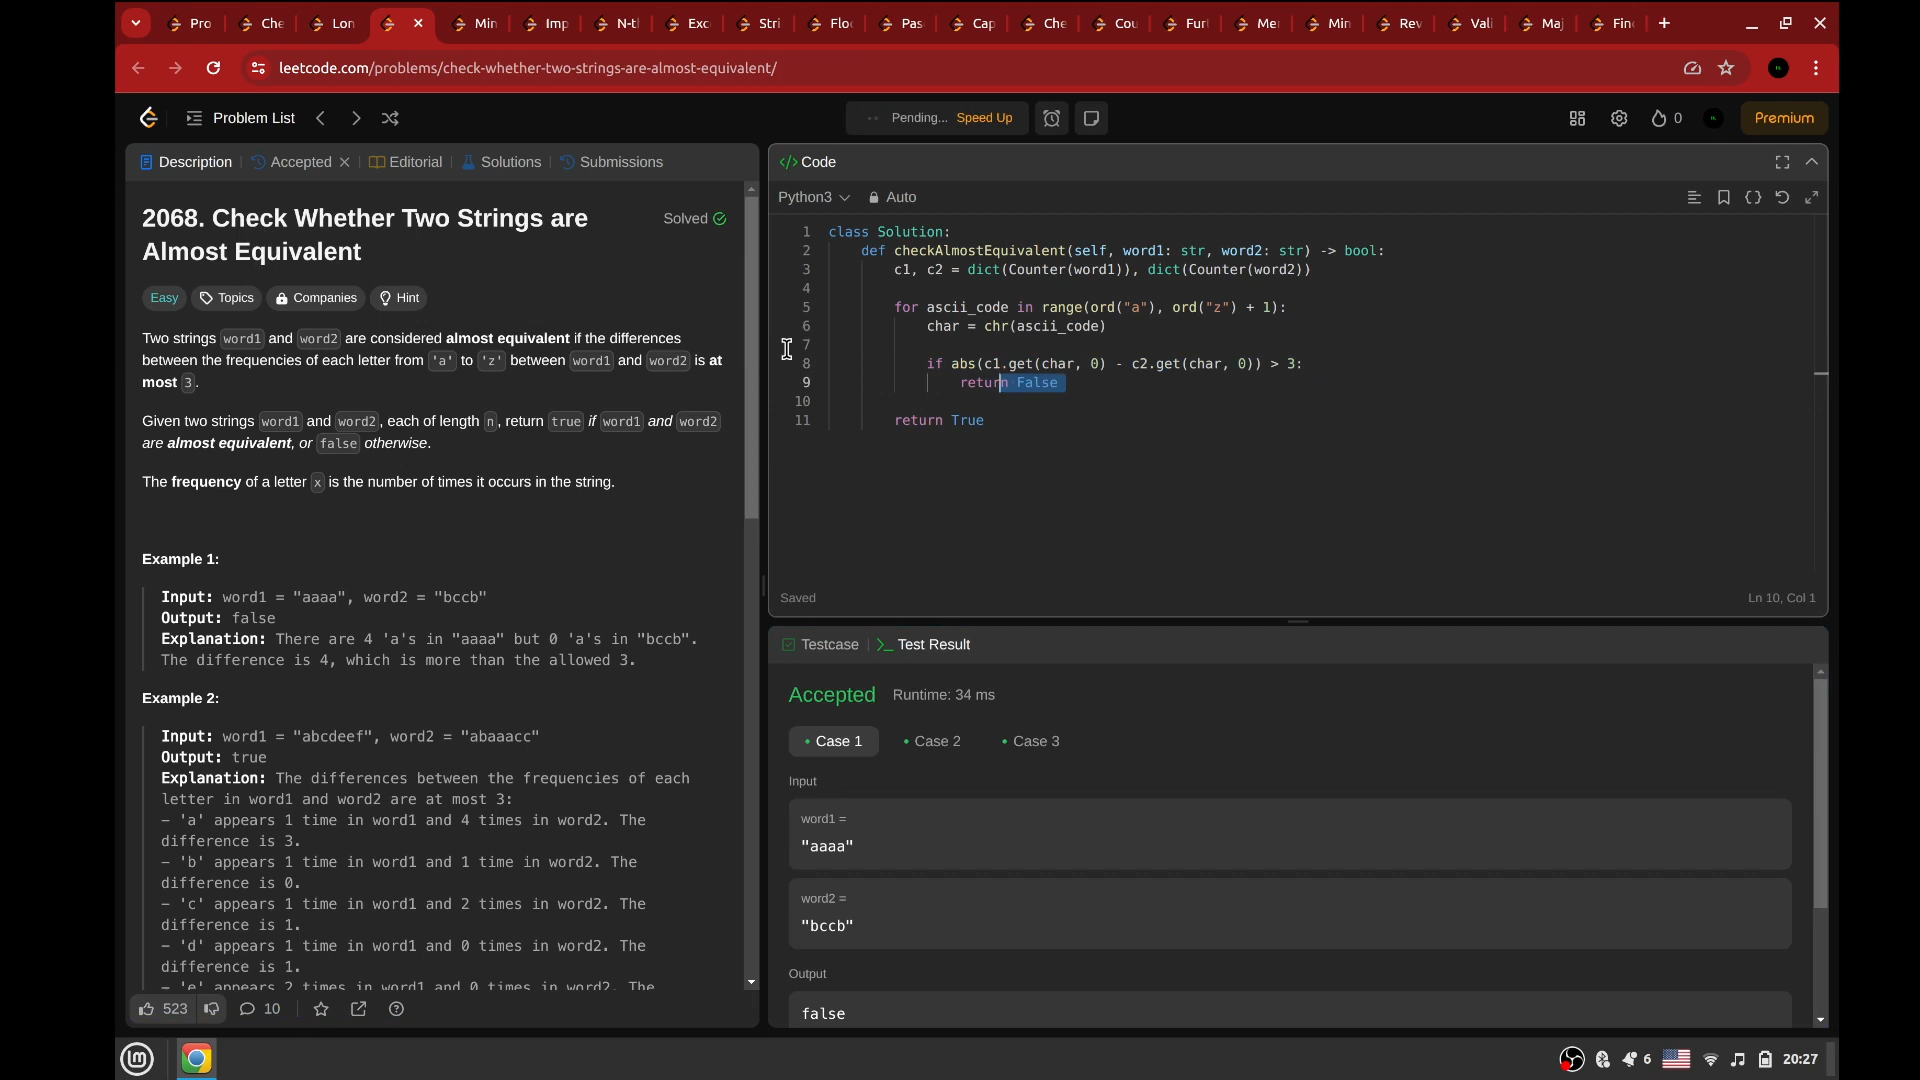 Pro
Che
Lon
Min
Imp
N-tl
Exc
Stri
Flo
Pas
Cap
Che
Cou
Furl
Mer
Min
Rev
Vali
Maj
Fin
leetcode.com/problems/check-whether-two-strings-are-almost-equivalent/
Problem List
Pending... Speed Up
0
Premium
Description
Accepted
Editorial
Solutions
Submissions
2068. Check Whether Two Strings are
Almost Equivalent
Solved
Easy
Topics
Companies
Hint
Two strings word1 and word2 are considered almost equivalent if the differences
between the frequencies of each letter from 'a' to 'z' between word1 and word2 is at
most 3.
Given two strings word1 and word2, each of length n, return true if word1 and word2
are almost equivalent, or false otherwise.
The frequency of a letter x is the number of times it occurs in the string.
Example 1:
Input: word1 = "aaaa", word2 = "bccb"
Output: false
Explanation: There are 4 'a's in "aaaa" but 0 'a's in "bccb".
The difference is 4, which is more than the allowed 3.
Example 2:
Input: word1 = "abcdeef", word2 = "abaaacc"
Output: true
Explanation: The differences between the frequencies of each
letter in word1 and word2 are at most 3:
- 'a' appears 1 time in word1 and 4 times in word2. The
difference is 3.
- 'b' appears 1 time in word1 and 1 time in word2. The
difference is 0.
- 'c' appears 1 time in word1 and 2 times in word2. The
difference is 1.
- 'd' appears 1 time in word1 and 0 times in word2. The
difference is 1.
- 'e' appears 2 times in word1 and 0 times in word2. The
523
10
</> Code
Python3
Auto
1 class Solution:
2 def checkAlmostEquivalent(self, word1: str, word2: str) -> bool:
3 c1, c2 = dict(Counter(word1)), dict(Counter(word2))
4
5 for ascii_code in range(ord("a"), ord("z") + 1):
6 char = chr(ascii_code)
7
8 if abs(c1.get(char, 0) - c2.get(char, 0)) > 3:
9 return False
10
11 return True
Saved
Ln 10, Col 1
Testcase
Test Result
Accepted Runtime: 34 ms
Case 1
Case 2
Case 3
Input
word1 =
"aaaa"
word2 =
"bccb"
Output
false
6
20:27